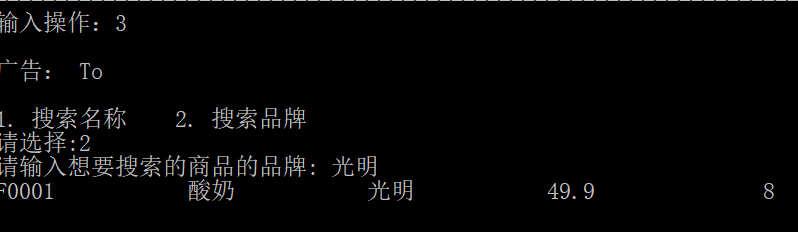 输入操作: 3
广告: To
1. 搜索名称 2. 搜索品牌
请选择:2
请输入想要搜索的商品的品牌: 光明
F0001 酸奶 光明 49.9 8